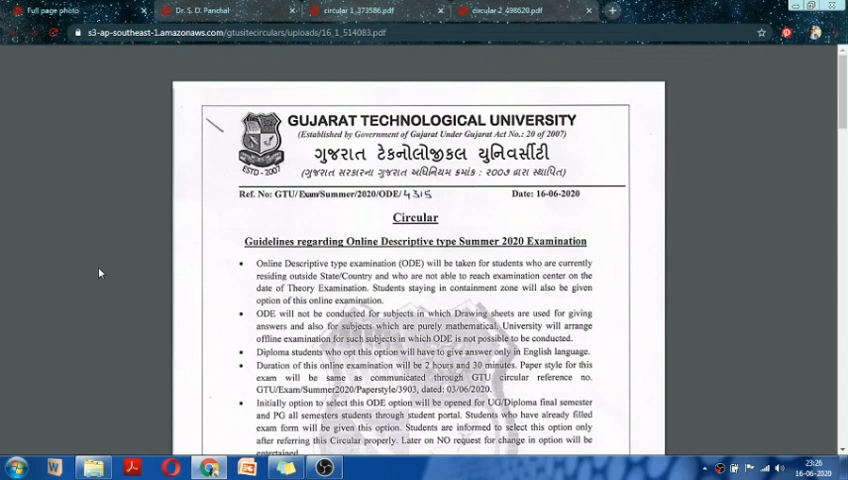 Full page photo
Dr. S. D. Panchal
circular 1_373586.pdf
circular 2_498620.pdf
s3-ap-southeast-1.amazonaws.com/gtusitecirculars/uploads/16_1_514083.pdf
GUJARAT TECHNOLOGICAL UNIVERSITY
(Established by Government of Gujarat Under Gujarat Act No.: 20 of 2007)
ગુજરાત ટેકનોલોજીકલ યુનિવર્સીટી
(ગુજરાત સરકારના ગુજરાત અધિનિયમ ક્રમાંક : ૨૦૦૭ દ્વારા સ્થાપિત)
ESTD - 2007
Ref. No: GTU/Exam/Summer/2020/ODE/4315 Date: 16-06-2020
Circular
Guidelines regarding Online Descriptive type Summer 2020 Examination
• Online Descriptive type examination (ODE) will be taken for students who are currently
residing outside State/Country and who are not able to reach examination center on the
date of Theory Examination. Students staying in containment zone will also be given
option of this online examination.
• ODE will not be conducted for subjects in which Drawing sheets are used for giving
answers and also for subjects which are purely mathematical. University will arrange
offline examination for such subjects in which ODE is not possible to be conducted.
• Diploma students who opt this option will have to give answer only in English language.
• Duration of this online examination will be 2 hours and 30 minutes. Paper style for this
exam will be same as communicated through GTU circular reference no.
GTU/Exam/Summer2020/Paperstyle/3903, dated: 03/06/2020.
• Initially option to select this ODE option will be opened for UG/Diploma final semester
and PG all semesters students through student portal. Students who have already filled
exam form will be given this option. Students are informed to select this option only
after referring this Circular properly. Later on NO request for change in option will be
entertained.
23:26
16-06-2020